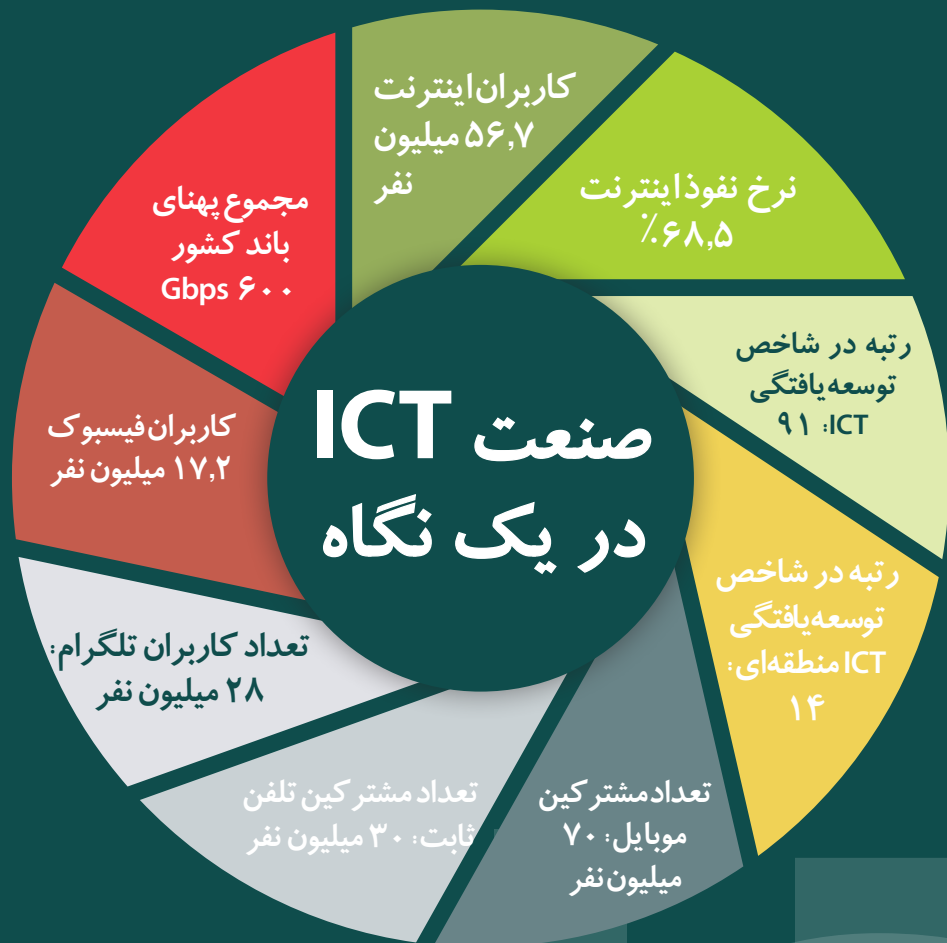 صنعت ICT
در یک نگاه
کاربران اینترنت
۵۶,۷ میلیون
نفر
نرخ نفوذ اینترنت
۶۸,۵٪
رتبه در شاخص
توسعه‌یافتگی
ICT: ۹۱
رتبه در شاخص
توسعه‌یافتگی
ICT منطقه‌ای:
۱۴
تعداد مشترکین
موبایل: ۷۰
میلیون نفر
تعداد مشترکین تلفن
ثابت: ۳۰ میلیون نفر
تعداد کاربران تلگرام:
۲۸ میلیون نفر
کاربران فیسبوک
۱۷,۲ میلیون نفر
مجموع پهنای
باند کشور
۶۰۰ Gbps